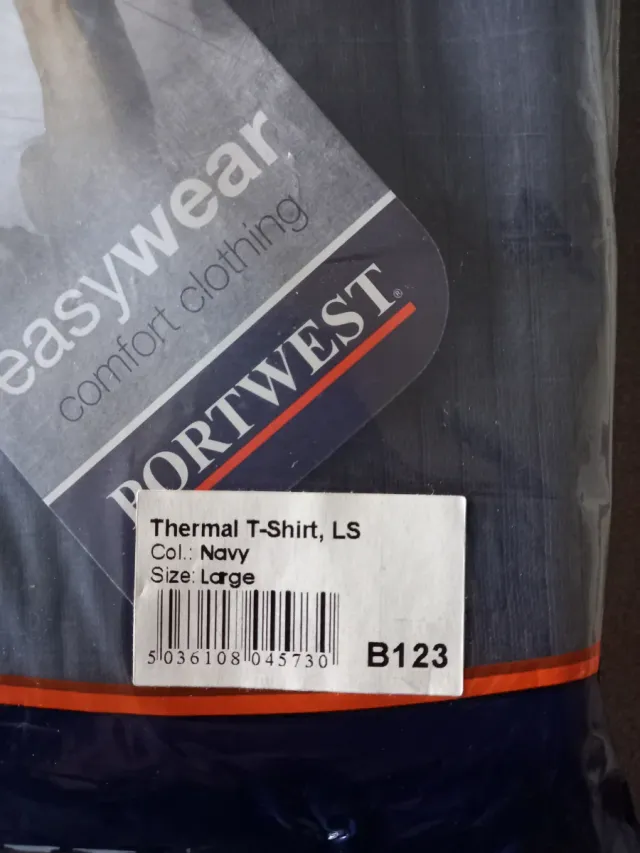 easywear
comfort clothing
PORTWEST®
Thermal T-Shirt, LS
Col.: Navy
Size: Large
5 036108 045730
B123